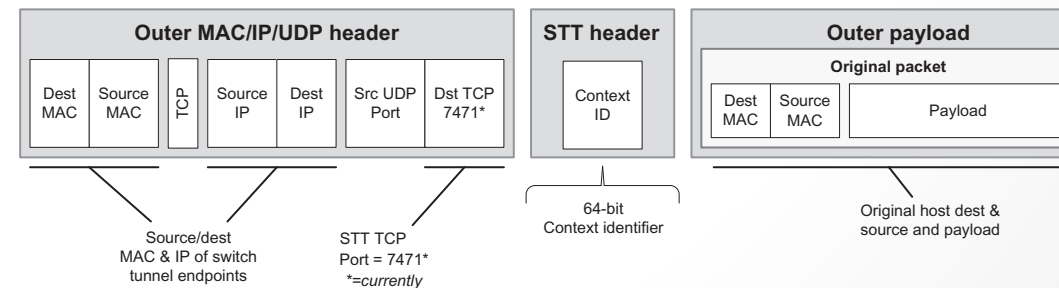 Outer MAC/IP/UDP header
Dest
MAC
Source
MAC
TCP
Source
IP
Dest
IP
Src UDP
Port
Dst TCP
7471*
Source/dest
MAC & IP of switch
tunnel endpoints
STT TCP
Port = 7471*
*=currently
STT header
Context
ID
64-bit
Context identifier
Outer payload
Original packet
Dest
MAC
Source
MAC
Payload
Original host dest &
source and payload